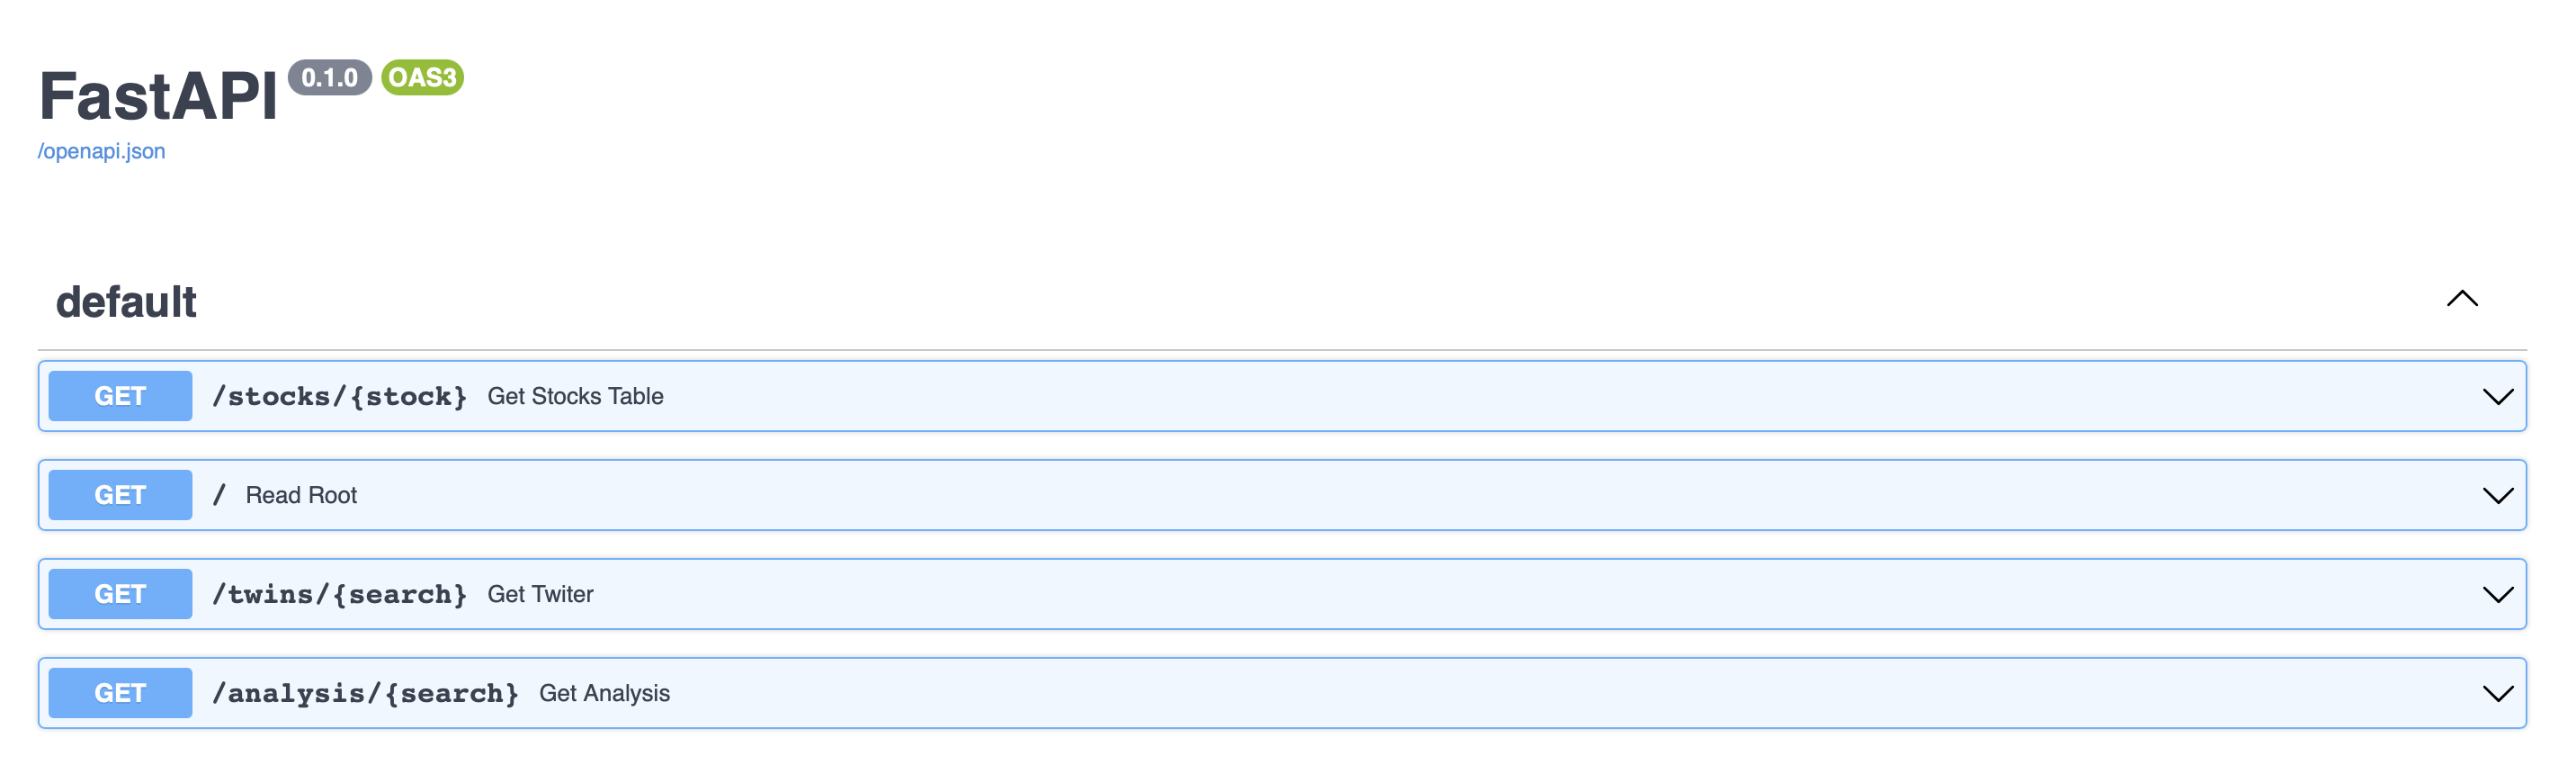 FastAPI 0.1.0 OAS3
/openapi.json
default
GET /stocks/{stock} Get Stocks Table
GET / Read Root
GET /twins/{search} Get Twiter
GET /analysis/{search} Get Analysis